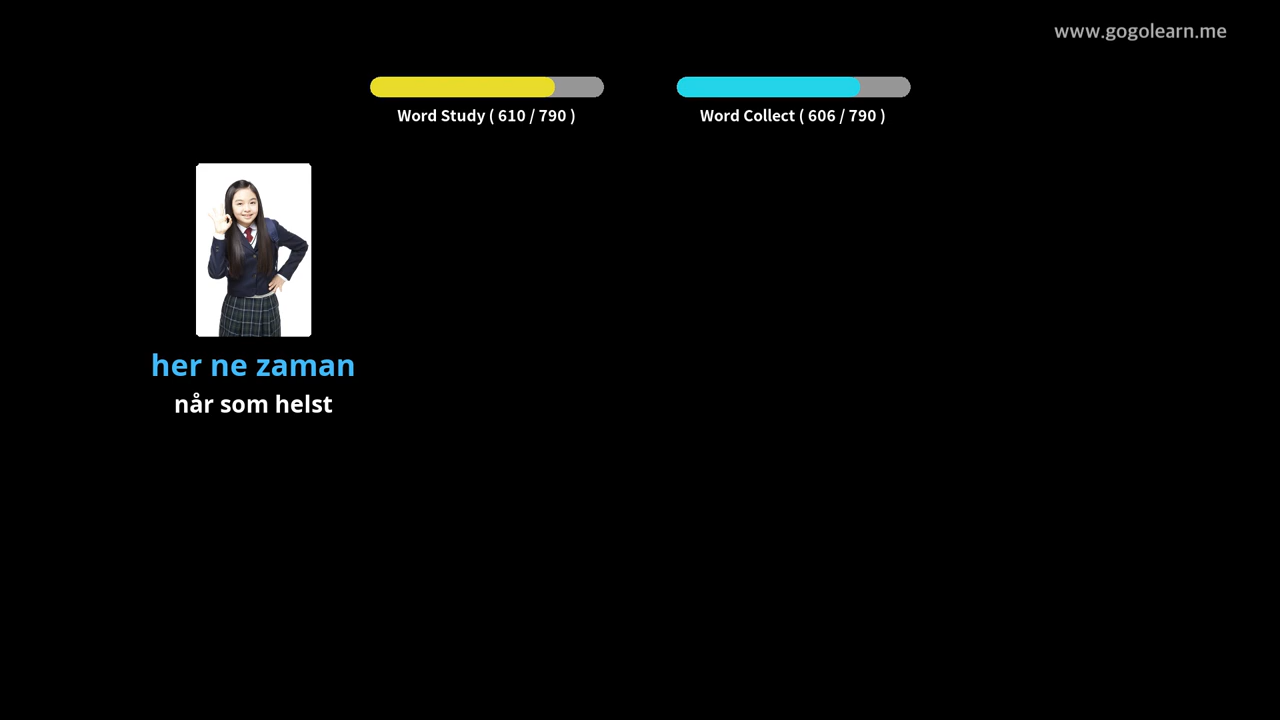 www.gogolearn.me
Word Study ( 610 / 790 )
Word Collect ( 606 / 790 )
her ne zaman
når som helst